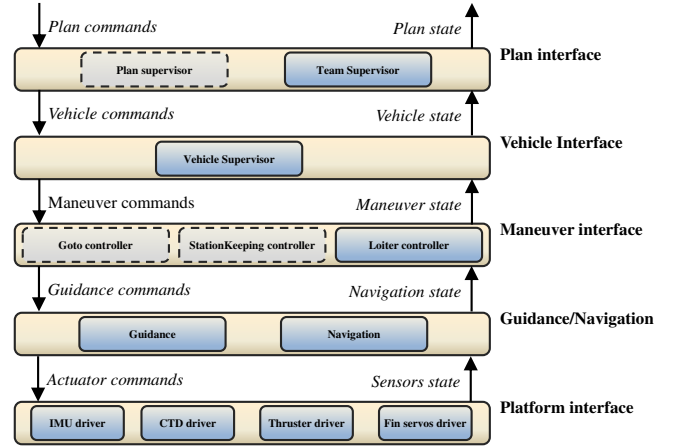 Plan commands
Plan state
Plan interface
Plan supervisor
Team Supervisor
Vehicle commands
Vehicle state
Vehicle Interface
Vehicle Supervisor
Maneuver commands
Maneuver state
Maneuver interface
Goto controller
StationKeeping controller
Loiter controller
Guidance commands
Navigation state
Guidance/Navigation
Guidance
Navigation
Actuator commands
Sensors state
Platform interface
IMU driver
CTD driver
Thruster driver
Fin servos driver